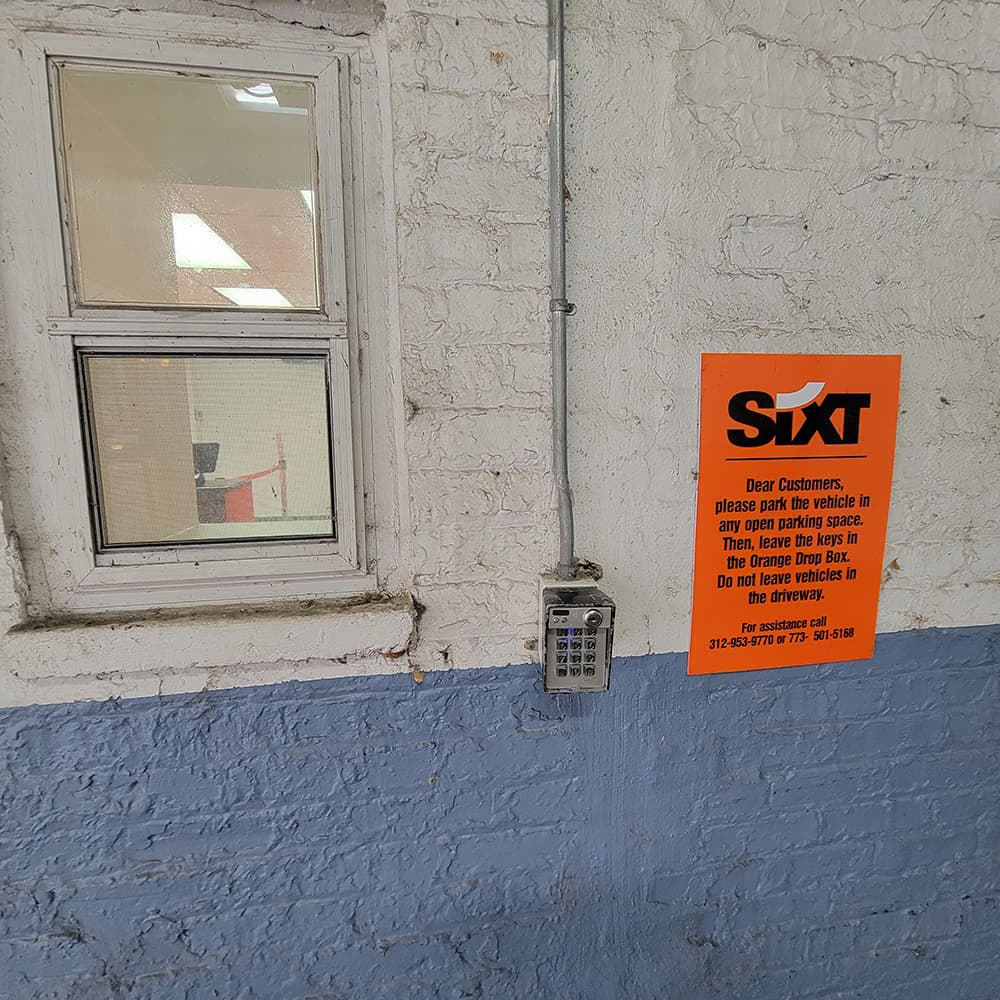 SIXT
Dear Customers,
please park the vehicle in
any open parking space.
Then, leave the keys in
the Orange Drop Box.
Do not leave vehicles in
the driveway.
For assistance call
312-953-9770 or 773- 501-5168